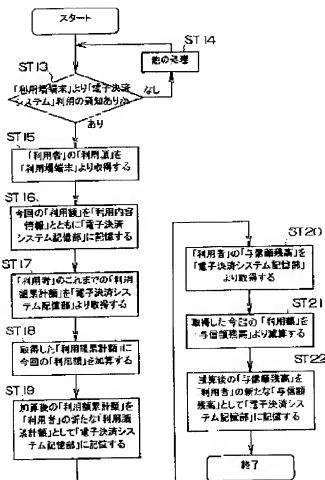 スタート
ST13
「利用場端末」より「電子決済
システム」利用の通知ありか
ST14
他の処理
なし
あり
ST15
「利用者」の「利用額」を
「利用場端末」より取得する
ST16
今回の「利用額」を「利用内容
情報」とともに「電子決済
システム記憶部」に記憶する
ST17
「利用者」のこれまでの「利用
額累計額」を「電子決済シス
テム記憶部」より取得する
ST18
取得した「利用額累計額」に
今回の「利用額」を加算する
ST19
加算後の「利用額累計額」を
「利用者」の新たな「利用額
累計額」として「電子決済シ
ステム記憶部」に記憶する
ST20
「利用者」の「与信額残高」を
「電子決済システム記憶部」
より取得する
ST21
取得した今回の「利用額」を
「与信額残高」より減算する
ST22
減算後の「与信額残高」を
「利用者」の新たな「与信額
残高」として「電子決済システ
ム記憶部」に記憶する
終了